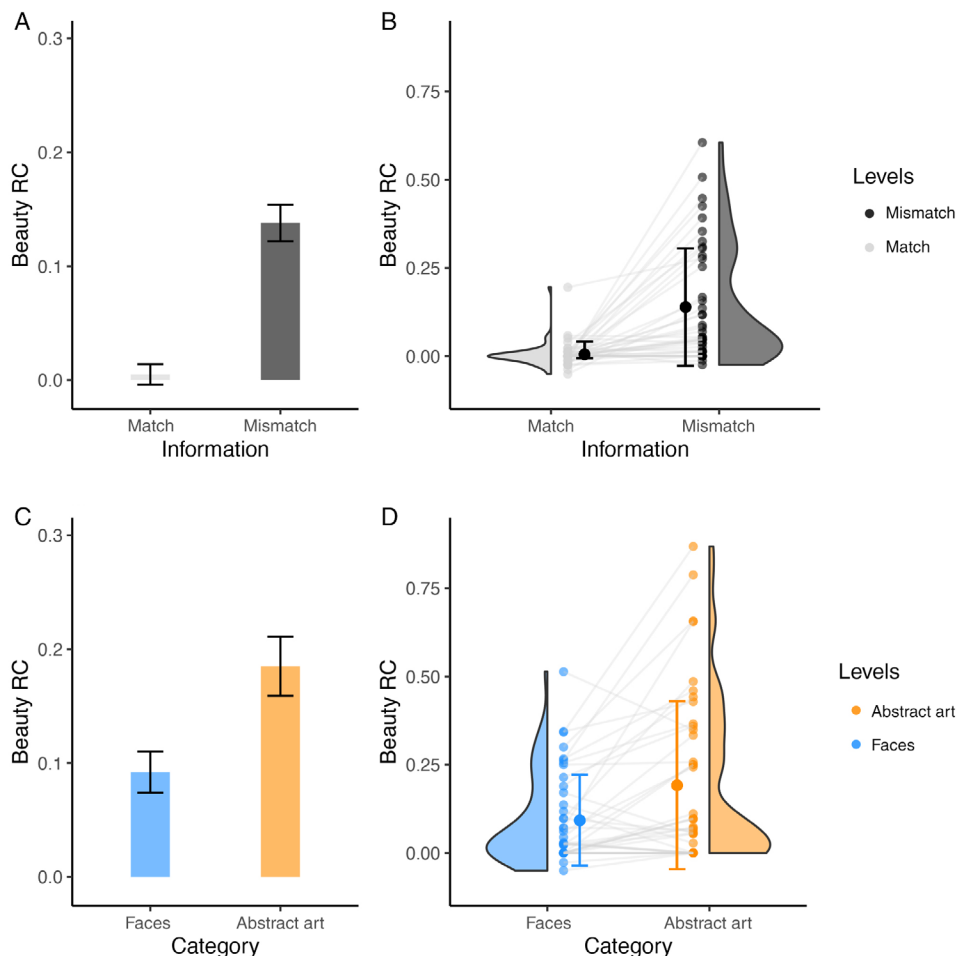 A
Beauty RC
0.3
0.2
0.1
0.0
Match
Mismatch
Information
B
Beauty RC
0.75
0.50
0.25
0.00
Match
Mismatch
Information
Levels
Mismatch
Match
C
Beauty RC
0.3
0.2
0.1
0.0
Faces
Abstract art
Category
D
Beauty RC
0.75
0.50
0.25
0.00
Faces
Abstract art
Category
Levels
Abstract art
Faces